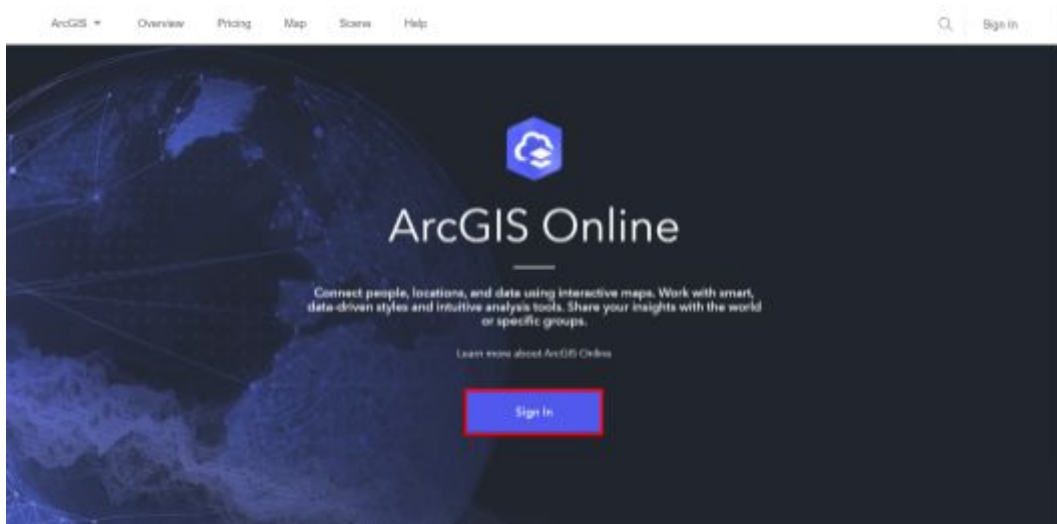 ArcGIS Overview Pricing Map Scene Help Sign In
ArcGIS Online
Connect people, locations, and data using interactive maps. Work with smart,
data-driven styles and intuitive analysis tools. Share your insights with the world
or specific groups.
Learn more about ArcGIS Online
Sign In